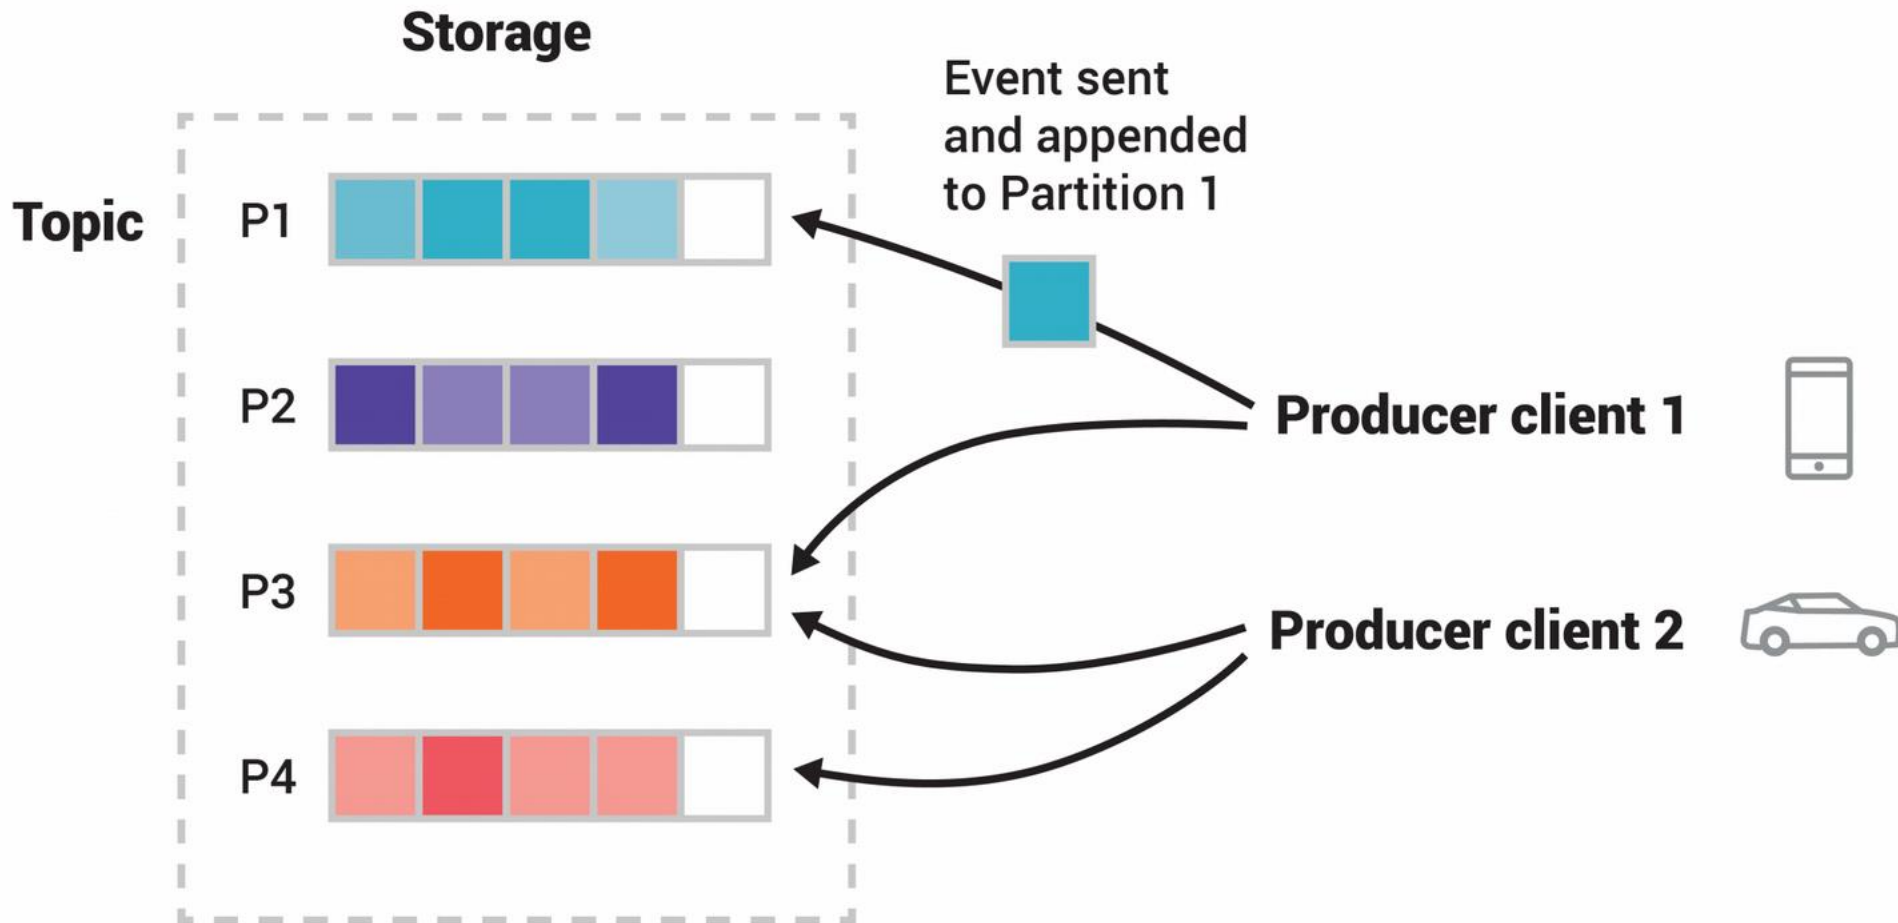 Storage
Event sent
and appended
to Partition 1
Topic
P1
P2
Producer client 1
P3
Producer client 2
P4